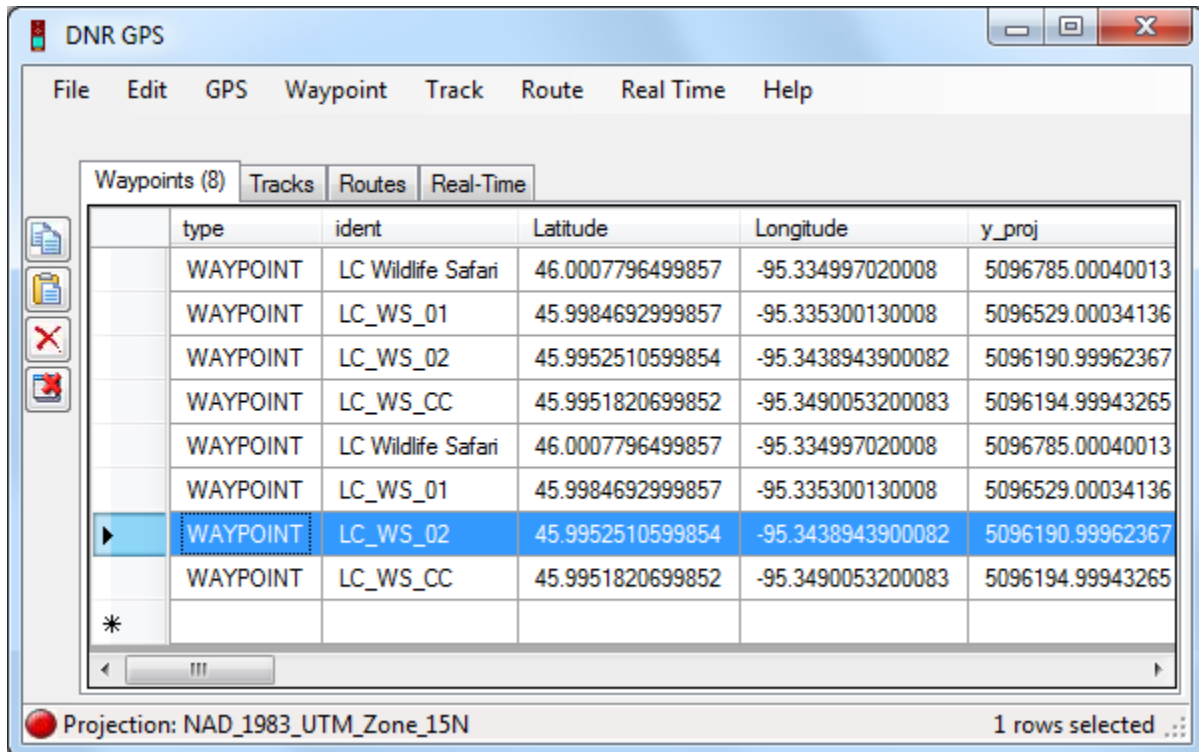 DNR GPS
File Edit GPS Waypoint Track Route Real Time Help
Waypoints (8) Tracks Routes Real-Time
type ident Latitude Longitude y_proj
WAYPOINT LC Wildlife Safari 46.0007796499857 -95.334997020008 5096785.00040013
WAYPOINT LC_WS_01 45.9984692999857 -95.335300130008 5096529.00034136
WAYPOINT LC_WS_02 45.9952510599854 -95.3438943900082 5096190.99962367
WAYPOINT LC_WS_CC 45.9951820699852 -95.3490053200083 5096194.99943265
WAYPOINT LC Wildlife Safari 46.0007796499857 -95.334997020008 5096785.00040013
WAYPOINT LC_WS_01 45.9984692999857 -95.335300130008 5096529.00034136
WAYPOINT LC_WS_02 45.9952510599854 -95.3438943900082 5096190.99962367
WAYPOINT LC_WS_CC 45.9951820699852 -95.3490053200083 5096194.99943265
Projection: NAD_1983_UTM_Zone_15N 1 rows selected